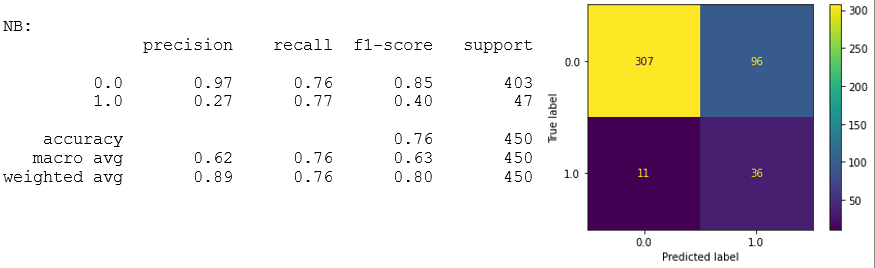 NB:
precision recall f1-score support
0.0 0.97 0.76 0.85 403
1.0 0.27 0.77 0.40 47
accuracy 0.76 450
macro avg 0.62 0.76 0.63 450
weighted avg 0.89 0.76 0.80 450
True label
0.0
1.0
307 96
11 36
0.0 1.0
Predicted label
300
250
200
150
100
50